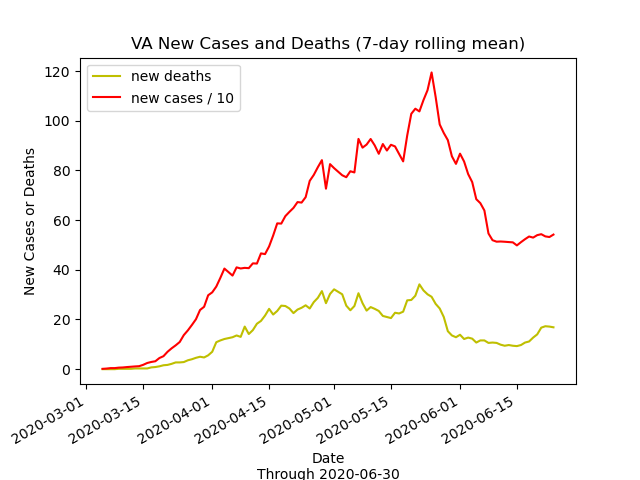 VA New Cases and Deaths (7-day rolling mean)
new deaths
new cases / 10
120
100
80
60
40
20
0
New Cases or Deaths
2020-03-01
2020-03-15
2020-04-01
2020-04-15
2020-05-01
2020-05-15
2020-06-01
2020-06-15
Date
Through 2020-06-30